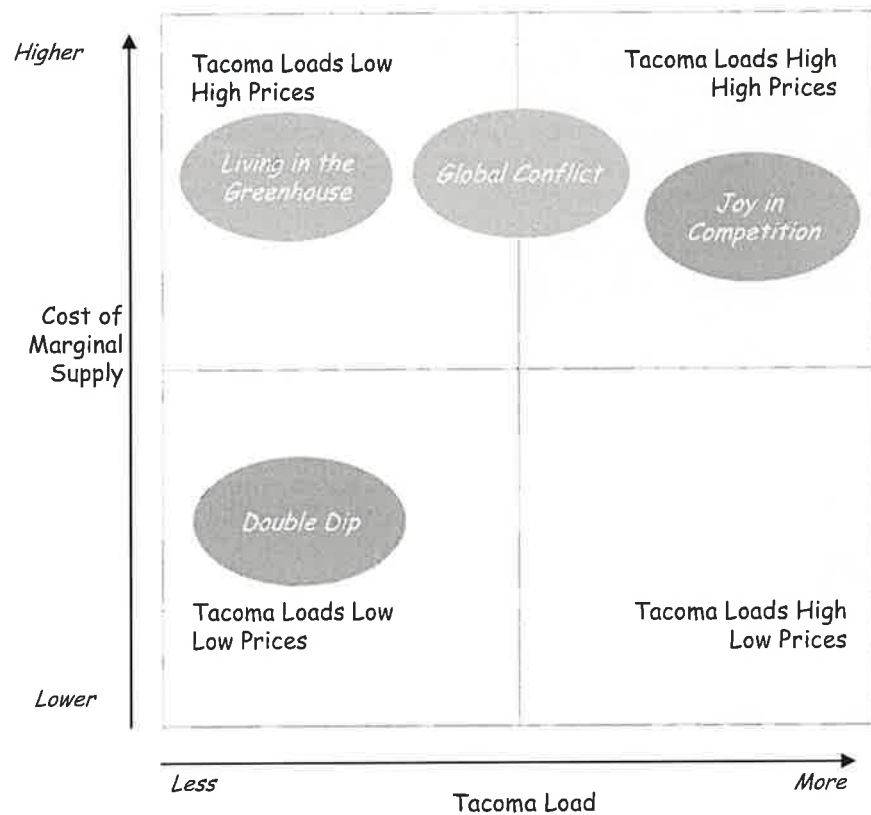 Higher
Tacoma Loads Low
High Prices
Tacoma Loads High
High Prices
Living in the
Greenhouse
Global Conflict
Joy in
Competition
Cost of
Marginal
Supply
Double Dip
Tacoma Loads Low
Low Prices
Tacoma Loads High
Low Prices
Lower
Less
More
Tacoma Load